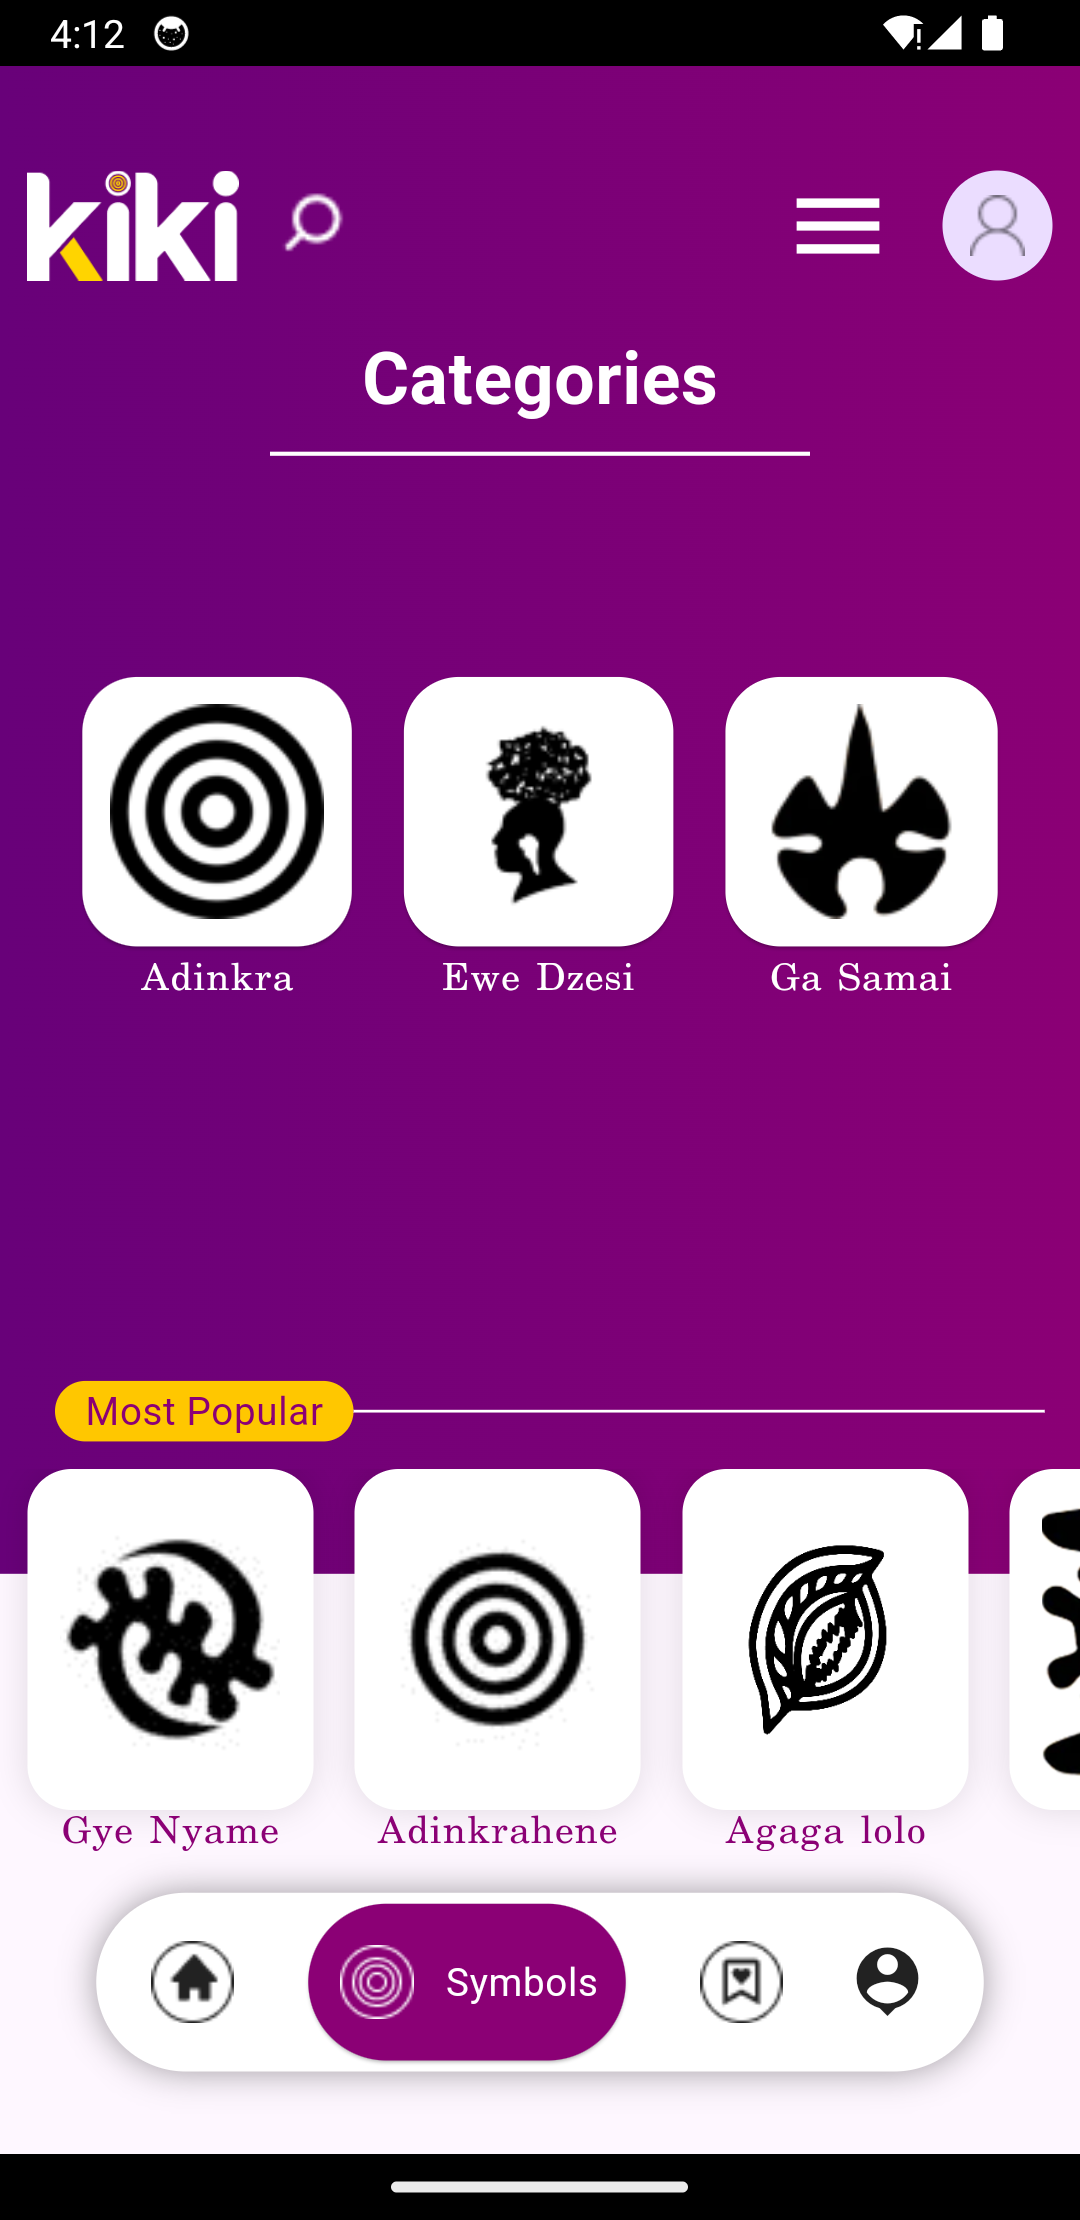 4:12
kiki
Categories
Adinkra
Ewe Dzesi
Ga Samai
Most Popular
Gye Nyame
Adinkrahene
Agaga lolo
Symbols